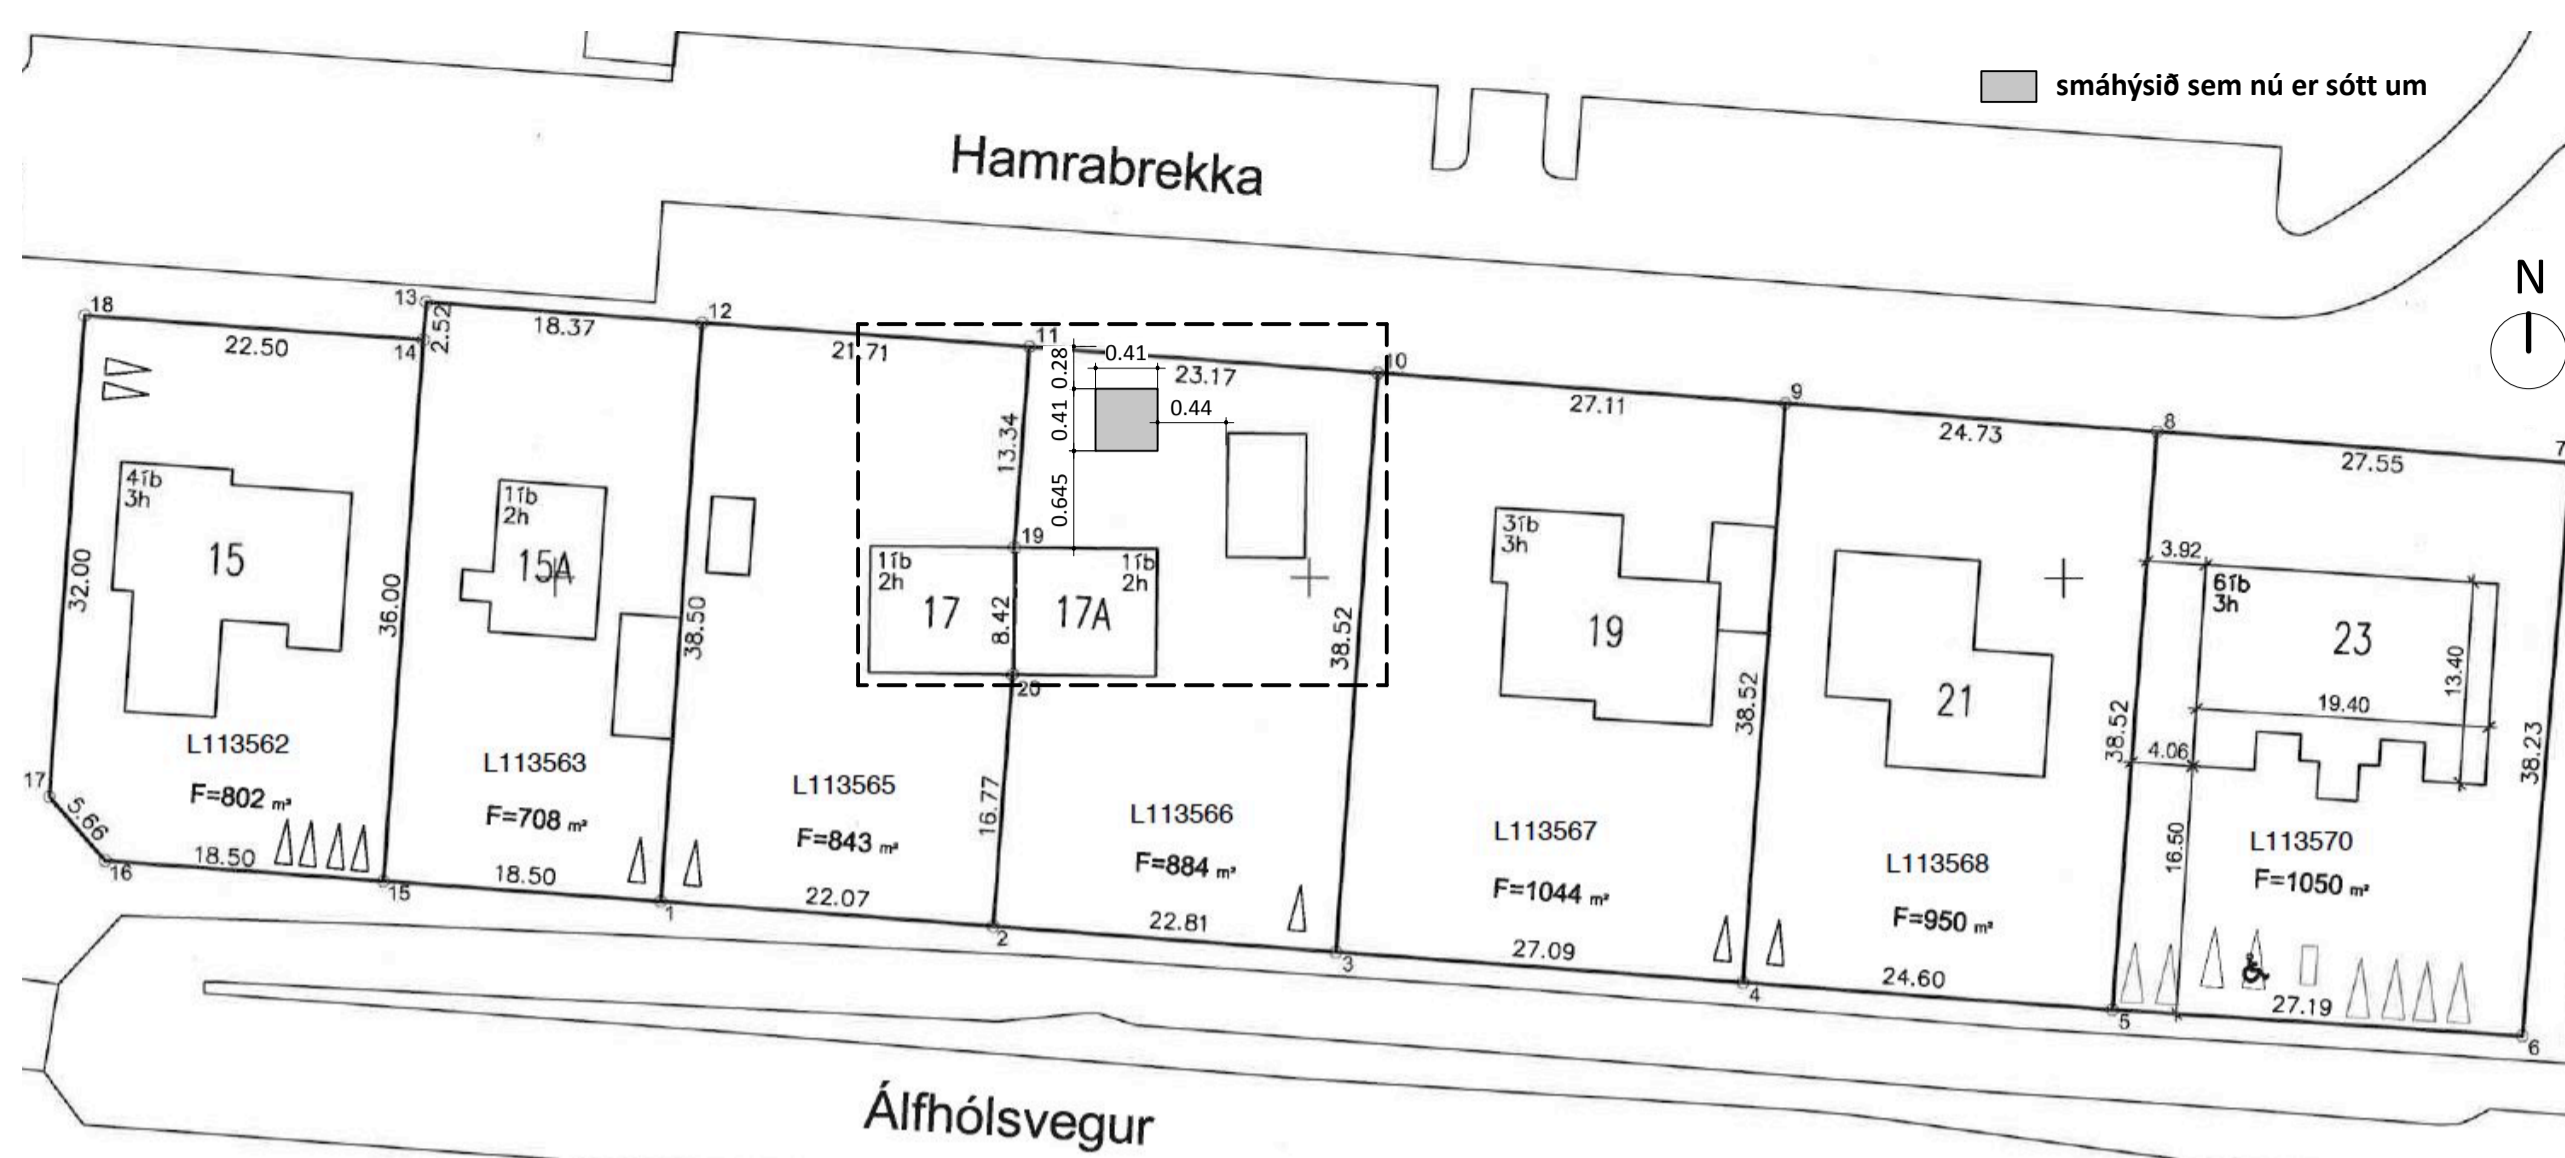 smáhýsið sem nú er sótt um
Hamrabrekka
N
18
22.50
13
14
2.52
18.37
12
21.71
11
0.28
0.41
23.17
10
0.41
0.44
13.34
0.645
27.11
9
24.73
8
27.55
7
4íb
3h
15
32.00
36.00
1íb
2h
15A
38.50
1íb
2h
17
19
8.42
1íb
2h
17A
20
38.52
3íb
3h
19
38.52
21
38.52
3.92
6íb
3h
23
13.40
19.40
4.06
38.23
16.50
16.77
L113562
F=802 m²
L113563
F=708 m²
L113565
F=843 m²
L113566
F=884 m²
L113567
F=1044 m²
L113568
F=950 m²
L113570
F=1050 m²
17
5.66
16
18.50
15
18.50
1
22.07
2
22.81
3
27.09
4
24.60
5
27.19
6
Álfhólsvegur